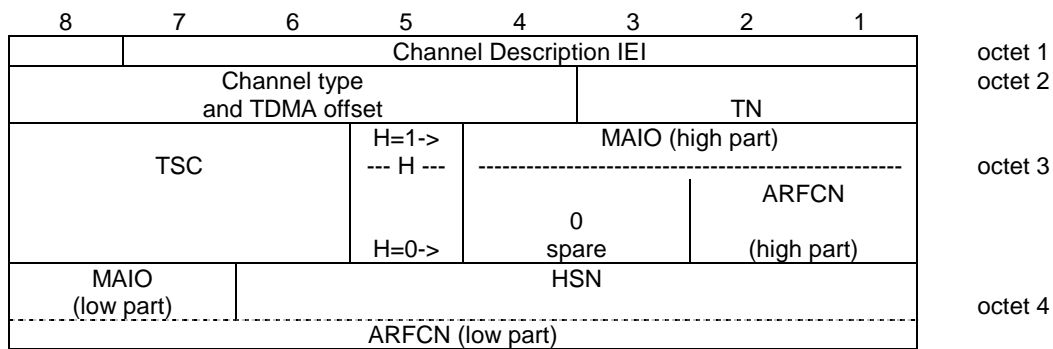 8 7 6 5 4 3 2 1
Channel Description IEI octet 1
Channel type octet 2
and TDMA offset TN
H=1-> MAIO (high part)
TSC --- H --- ------------------------------------------------------- octet 3
ARFCN
0
H=0-> spare (high part)
MAIO HSN
(low part) octet 4
ARFCN (low part)